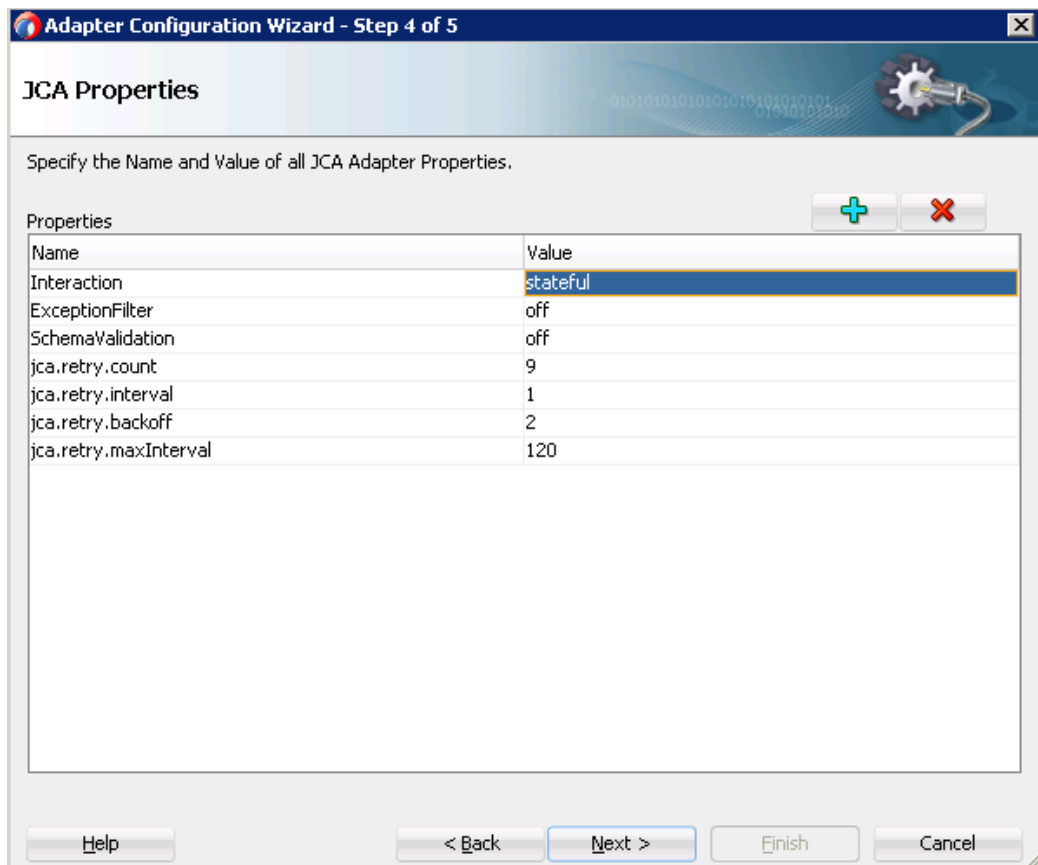 Adapter Configuration Wizard - Step 4 of 5
JCA Properties
Specify the Name and Value of all JCA Adapter Properties.
Properties
Name Value
Interaction stateful
ExceptionFilter off
SchemaValidation off
jca.retry.count 9
jca.retry.interval 1
jca.retry.backoff 2
jca.retry.maxInterval 120
Help < Back Next > Finish Cancel